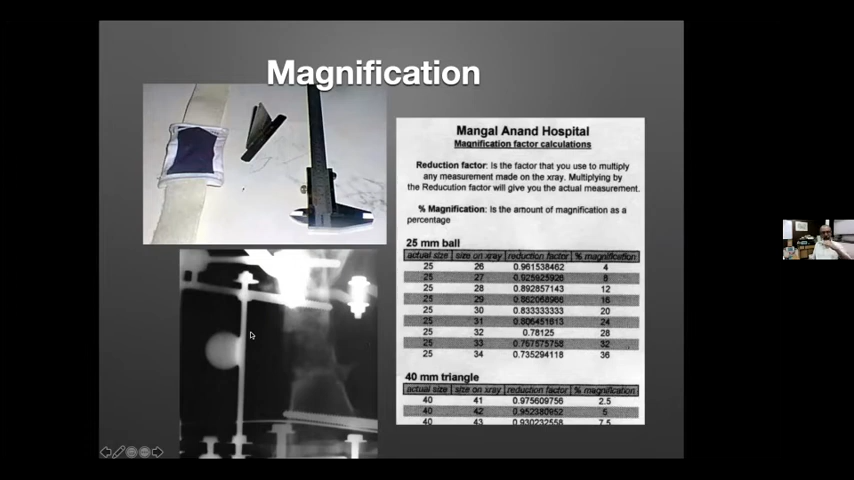 Magnification
Mangal Anand Hospital
Magnification factor calculations
Reduction factor: Is the factor that you use to multiply
any measurement made on the xray. Multiplying by
the Reducution factor will give you the actual measurement.
% Magnification: Is the amount of magnification as a
percentage
25 mm ball
actual size size on xray reduction factor % magnification
25 26 0.961538462 4
25 27 0.925925926 8
25 28 0.892857143 12
25 29 0.862068966 16
25 30 0.833333333 20
25 31 0.806451613 24
25 32 0.78125 28
25 33 0.757575758 32
25 34 0.735294118 36
40 mm triangle
actual size size on xray reduction factor % magnification
40 41 0.975609756 2.5
40 42 0.952380952 5
40 43 0.930232558 7.5